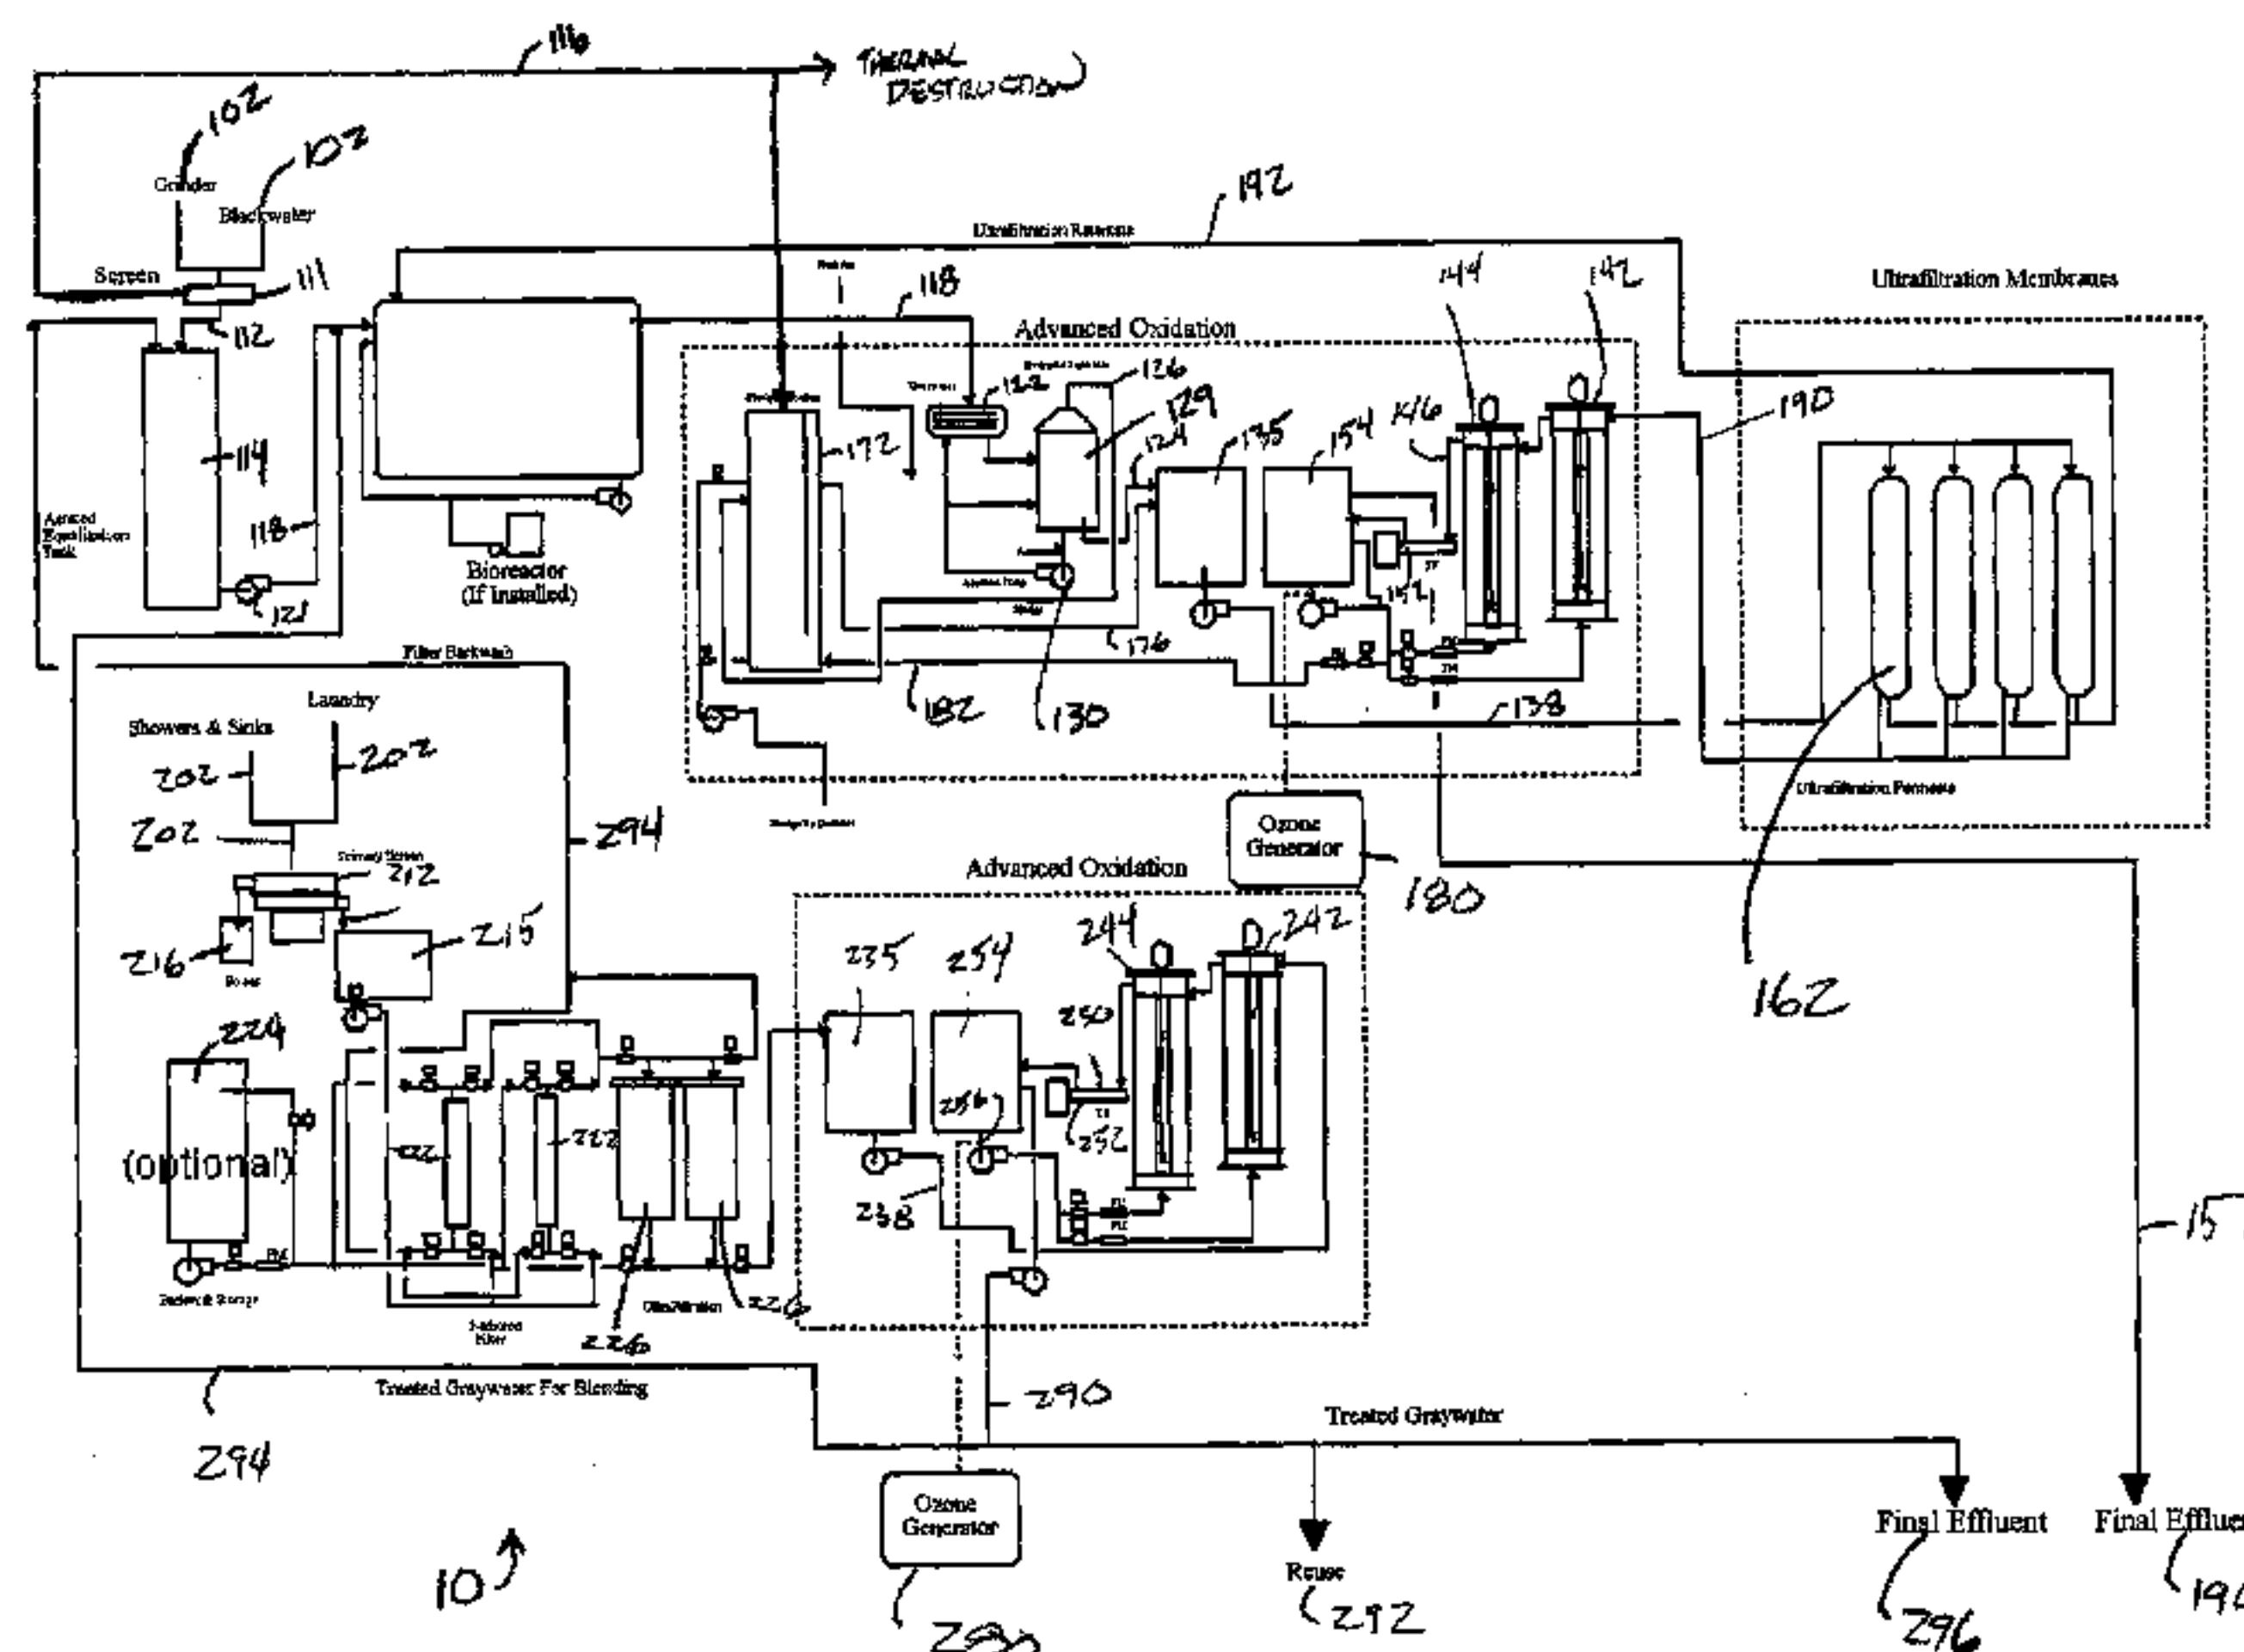 116
THERMAL
DESTRUCTION
102
102
Grinder
Blackwater
192
Screen
111
112
118
144
142
Ultrafiltration Membranes
Advanced Oxidation
126
129
190
114
172
124
135
154
146
Aerated
Equalization
Tank
118
121
Bioreactor
(If Installed)
176
Filter Backwash
182
130
138
Laundry
Showers & Sinks
202
202
202
294
Ultrafiltration Permeate
Ozone
Generator
180
Advanced Oxidation
212
215
216
162
235
254
244
242
250
224
(optional)
222
222
256
252
238
15
226
226
Treated Graywater For Blending
294
290
Treated Graywater
Ozone
Generator
10
Reuse
292
Final Effluent
296